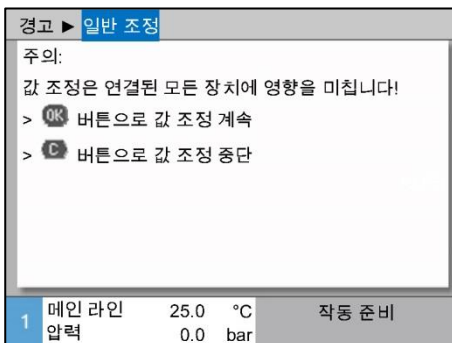 경고 ► 일반 조정
주의:
값 조정은 연결된 모든 장치에 영향을 미칩니다!
> OK 버튼으로 값 조정 계속
> C 버튼으로 값 조정 중단
1 메인 라인 25.0 °C 작동 준비
압력 0.0 bar